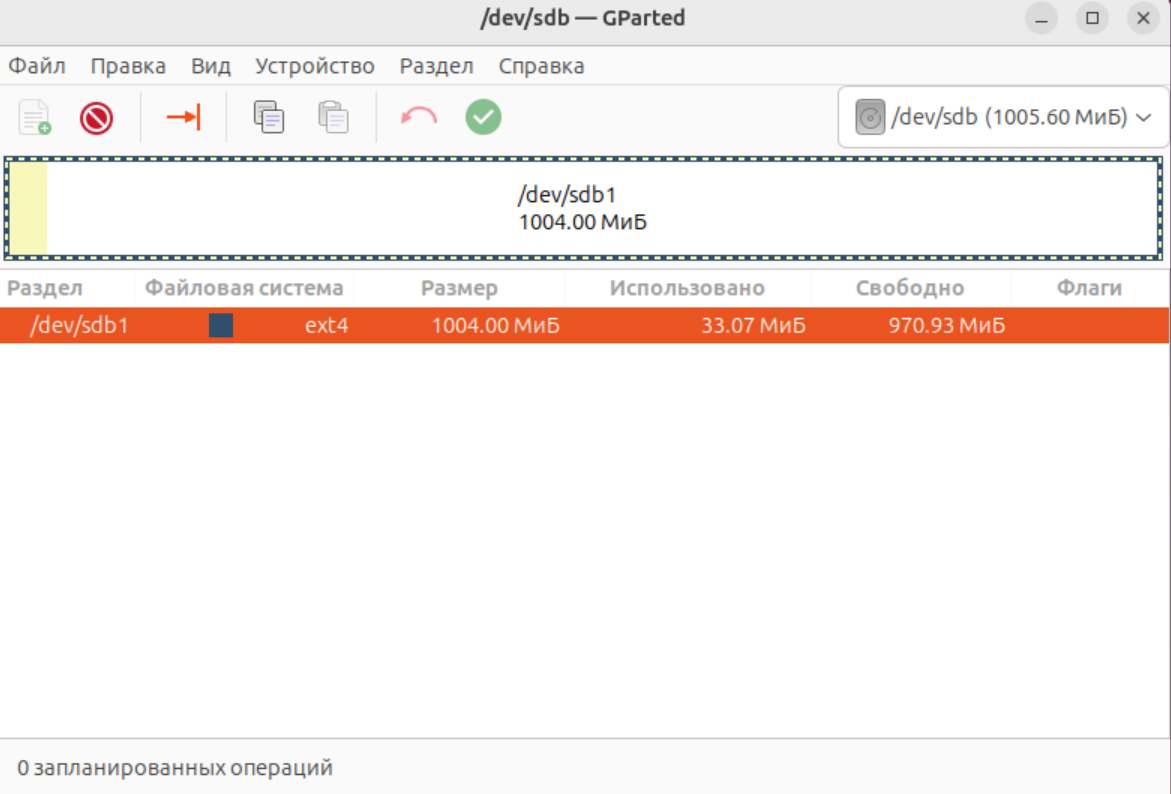 /dev/sdb — GParted
Файл Правка Вид Устройство Раздел Справка
/dev/sdb (1005.60 МиБ)
/dev/sdb1
1004.00 МиБ
Раздел Файловая система Размер Использовано Свободно Флаги
/dev/sdb1 ext4 1004.00 МиБ 33.07 МиБ 970.93 МиБ
0 запланированных операций